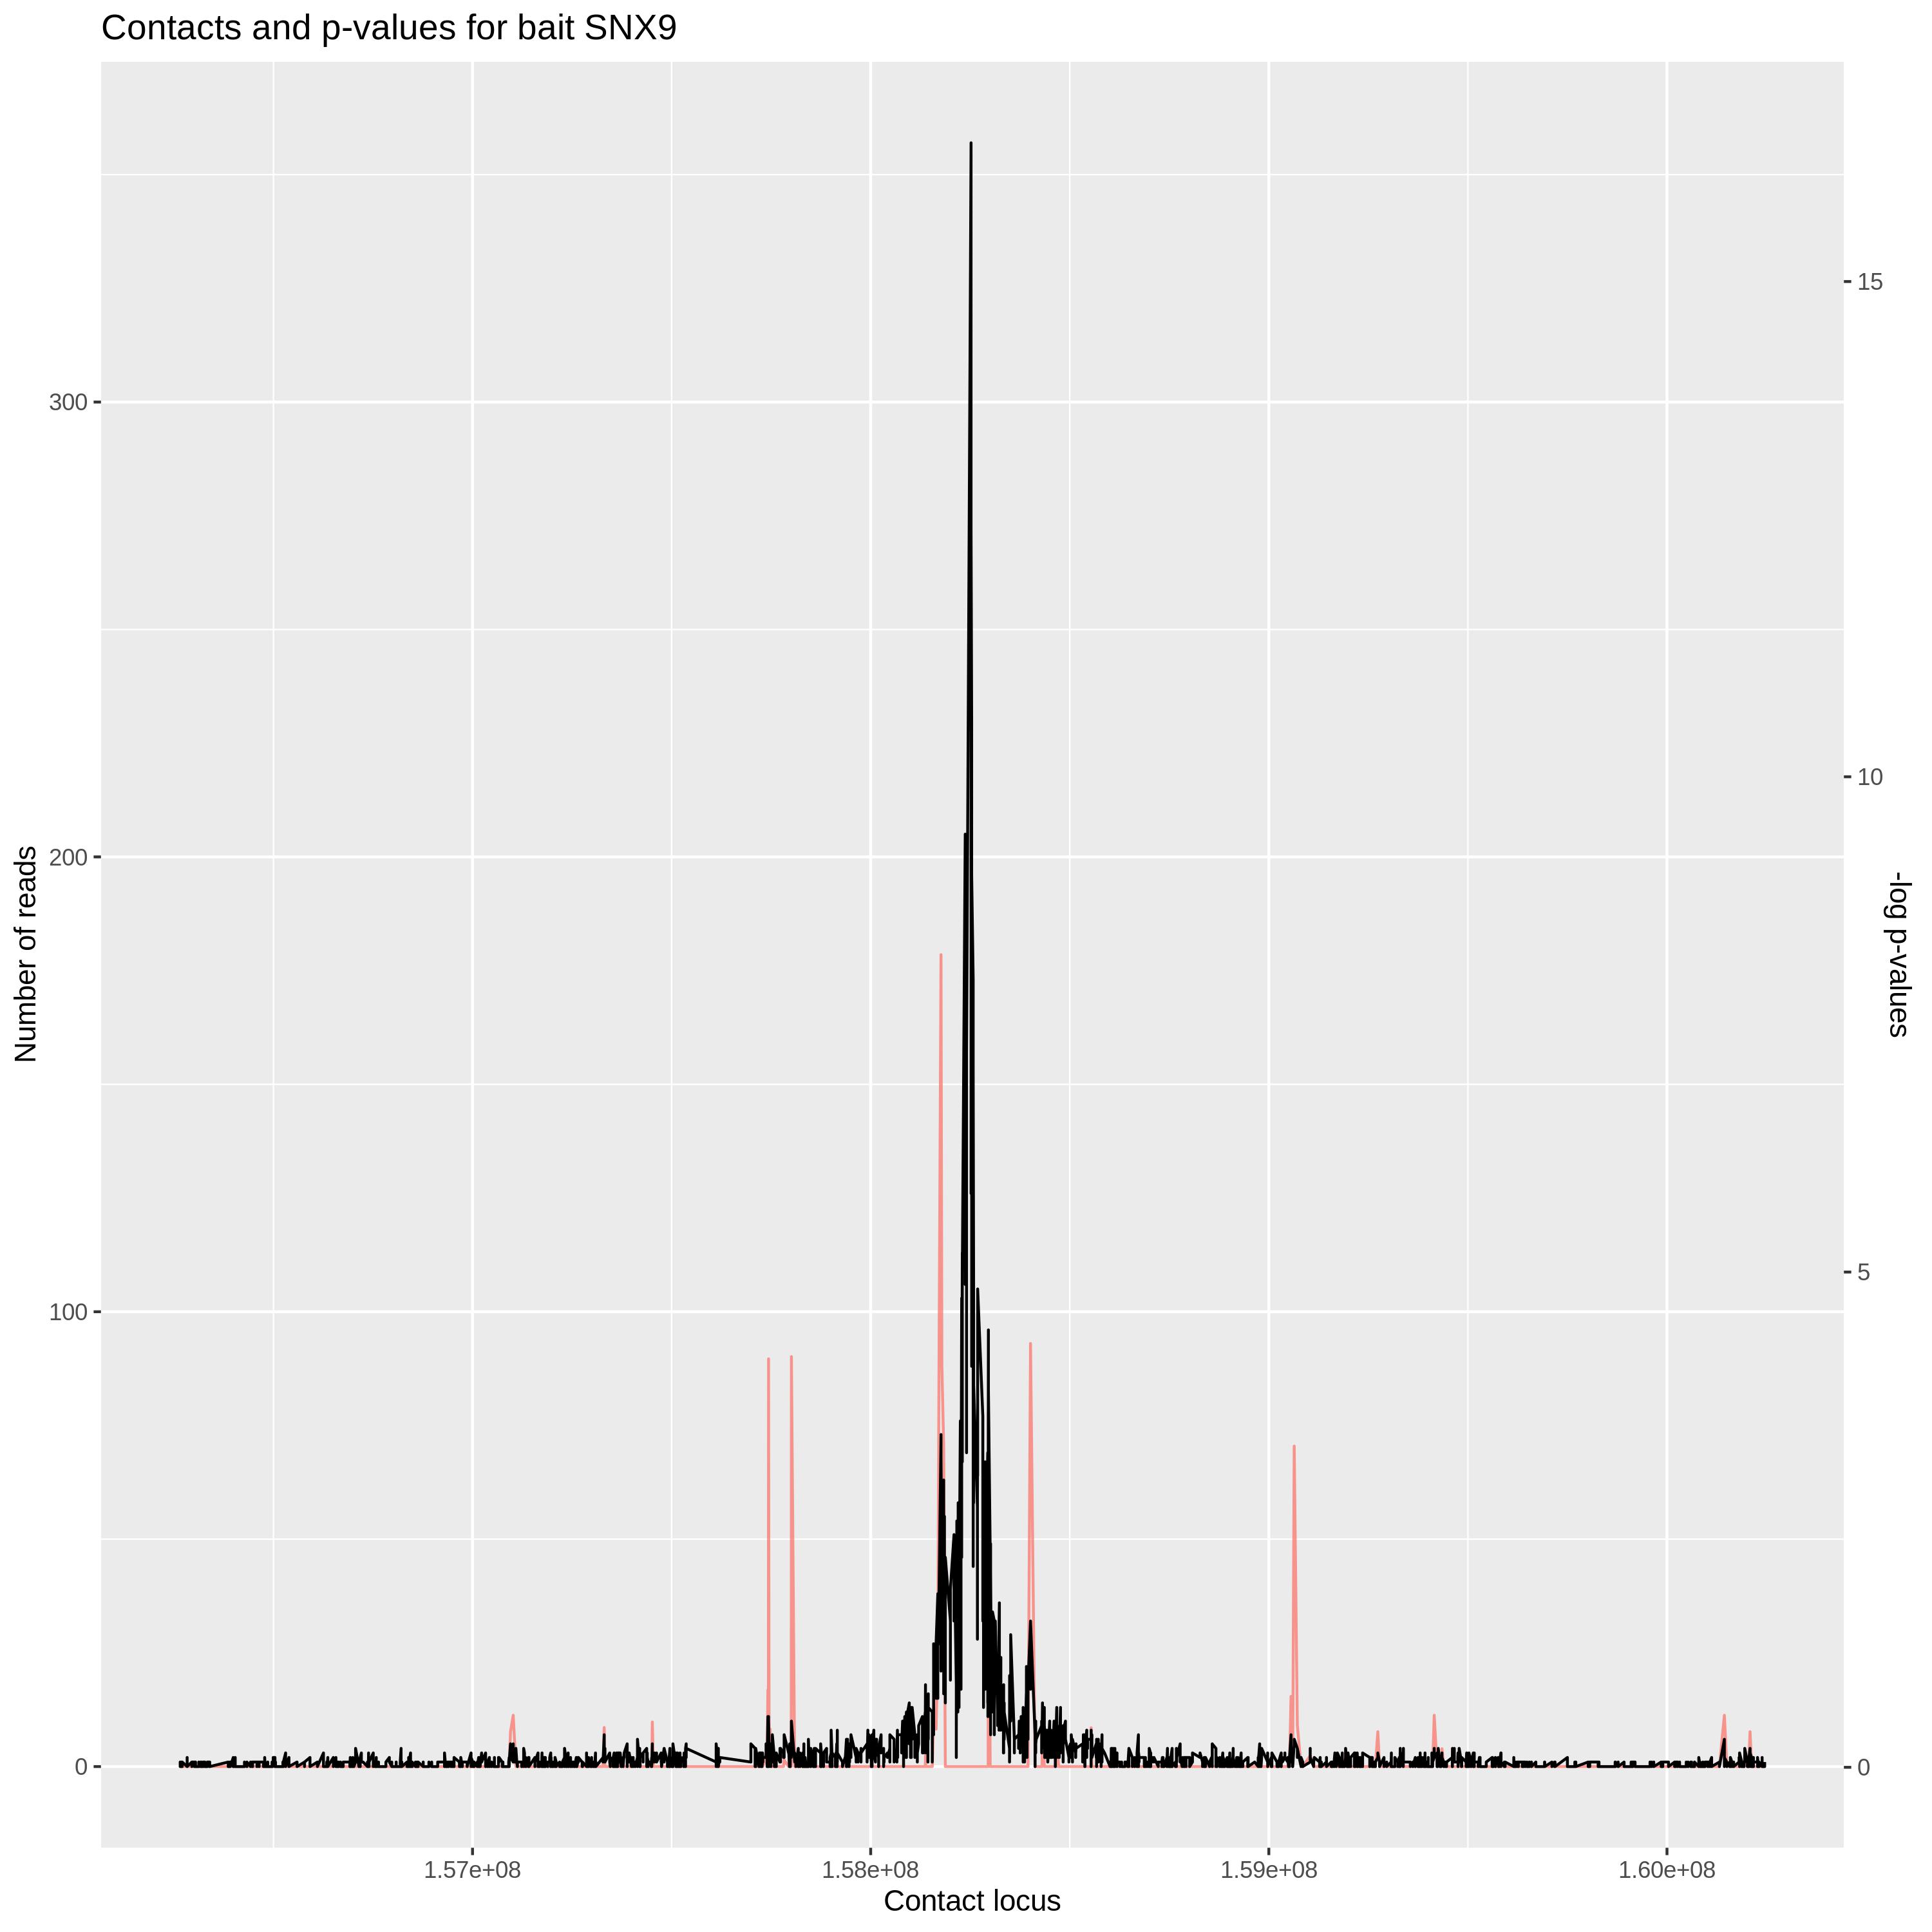 Contacts and p-values for bait SNX9
300
200
100
0
Number of reads
15
10
5
0
-log p-values
1.57e+08 1.58e+08 1.59e+08 1.60e+08
Contact locus